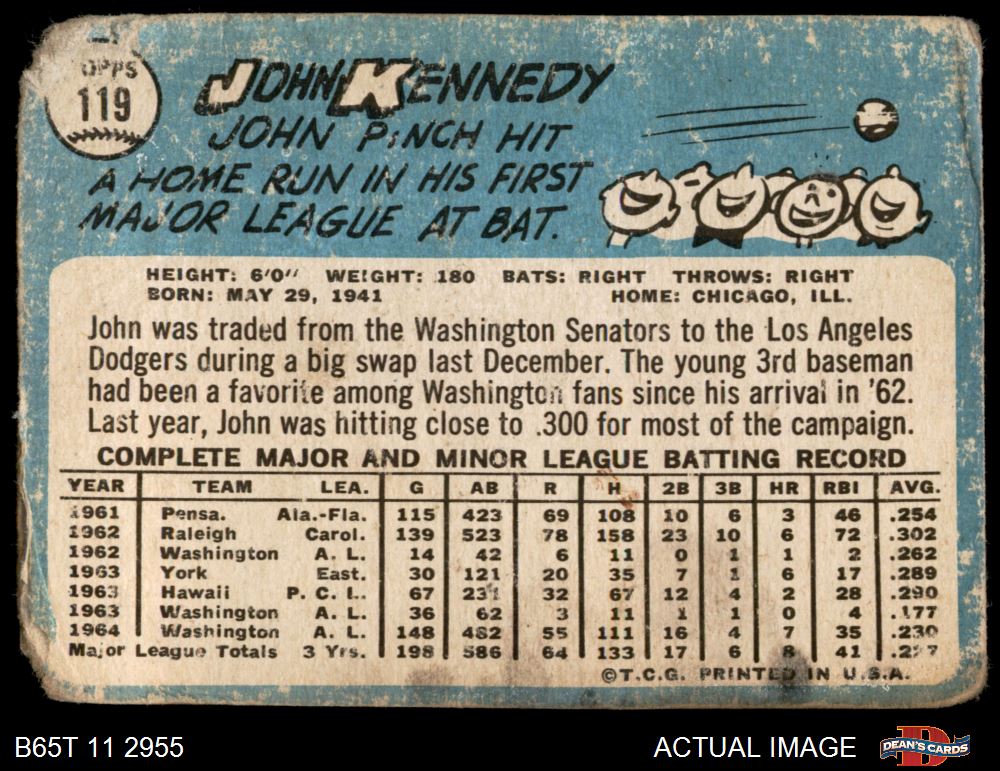 TOPPS
119
JOHN KENNEDY
JOHN PINCH HIT
A HOME RUN IN HIS FIRST
MAJOR LEAGUE AT BAT.
HEIGHT: 6'0" WEIGHT: 180 BATS: RIGHT THROWS: RIGHT
BORN: MAY 29, 1941 HOME: CHICAGO, ILL.
John was traded from the Washington Senators to the Los Angeles
Dodgers during a big swap last December. The young 3rd baseman
had been a favorite among Washington fans since his arrival in '62.
Last year, John was hitting close to .300 for most of the campaign.
COMPLETE MAJOR AND MINOR LEAGUE BATTING RECORD
YEAR TEAM LEA. G AB R H 2B 3B HR RBI AVG.
1961 Pensa. Ala.-Fla. 115 423 69 108 10 6 3 46 .254
1962 Raleigh Carol. 139 523 78 158 23 10 6 72 .302
1962 Washington A. L. 14 42 6 11 0 1 1 2 .262
1963 York East. 30 121 20 35 7 1 6 17 .289
1963 Hawaii P. C. L. 67 231 32 67 12 4 2 28 .290
1963 Washington A. L. 36 62 3 11 1 1 0 4 .177
1964 Washington A. L. 148 482 55 111 16 4 7 35 .230
Major League Totals 3 Yrs. 198 586 64 133 17 6 8 41
©T.C.G. PRINTED IN U.S.A.
B65T 11 2955
ACTUAL IMAGE
DEAN'S CARDS